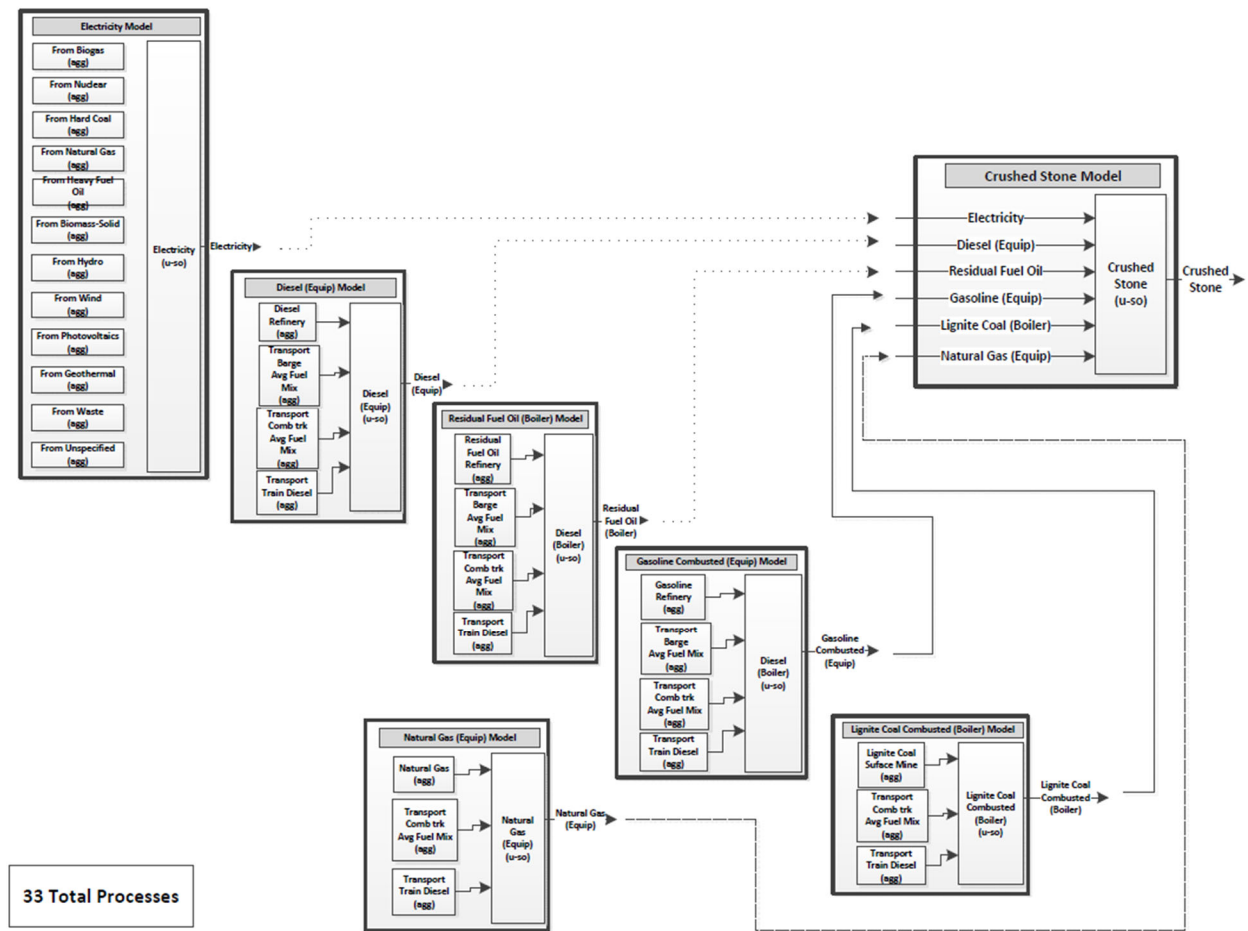 Electricity Model
From Biogas
(agg)
From Nuclear
(agg)
From Hard Coal
(agg)
From Natural Gas
(agg)
From Heavy Fuel
Oil
(agg)
From Biomass-Solid
(agg)
From Hydro
(agg)
From Wind
(agg)
From Photovoltaics
(agg)
From Geothermal
(agg)
From Waste
(agg)
From Unspecified
(agg)
Electricity
(u-so)
Electricity
Diesel (Equip) Model
Diesel
Refinery
(agg)
Transport
Barge
Avg Fuel
Mix
(agg)
Transport
Comb trk
Avg Fuel
Mix
(agg)
Transport
Train Diesel
(agg)
Diesel
(Equip)
(u-so)
Diesel
(Equip)
Residual Fuel Oil (Boiler) Model
Residual
Fuel Oil
Refinery
(agg)
Transport
Barge
Avg Fuel
Mix
(agg)
Transport
Comb trk
Avg Fuel
Mix
(agg)
Transport
Train Diesel
(agg)
Diesel
(Boiler)
(u-so)
Residual
Fuel Oil
(Boiler)
Gasoline Combusted (Equip) Model
Gasoline
Refinery
(agg)
Transport
Barge
Avg Fuel Mix
(agg)
Transport
Comb trk
Avg Fuel Mix
(agg)
Transport
Train Diesel
(agg)
Diesel
(Boiler)
(u-so)
Gasoline
Combusted
(Equip)
Natural Gas (Equip) Model
Natural Gas
(agg)
Transport
Comb trk
Avg Fuel Mix
(agg)
Transport
Train Diesel
(agg)
Natural
Gas
(Equip)
(u-so)
Natural Gas
(Equip)
Lignite Coal Combusted (Boiler) Model
Lignite Coal
Suface Mine
(agg)
Transport
Comb trk
Avg Fuel Mix
(agg)
Transport
Train Diesel
(agg)
Lignite Coal
Combusted
(Boiler)
(u-so)
Lignite Coal
Combusted
(Boiler)
Crushed Stone Model
Electricity
Diesel (Equip)
Residual Fuel Oil
Gasoline (Equip)
Lignite Coal (Boiler)
Natural Gas (Equip)
Crushed
Stone
(u-so)
Crushed
Stone
33 Total Processes